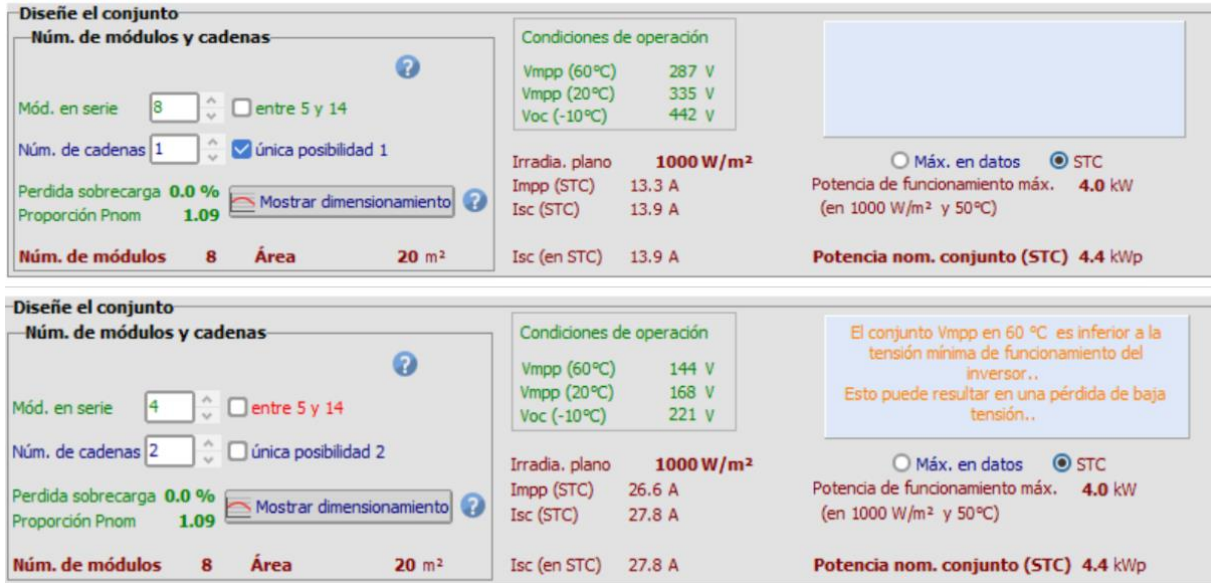 Diseñe el conjunto
Núm. de módulos y cadenas
?
Mód. en serie 8 entre 5 y 14
Núm. de cadenas 1 única posibilidad 1
Perdida sobrecarga 0.0 %
Proporción Pnom 1.09
Mostrar dimensionamiento ?
Núm. de módulos 8 Área 20 m²
Condiciones de operación
Vmpp (60ºC) 287 V
Vmpp (20ºC) 335 V
Voc (-10ºC) 442 V
Irradia. plano 1000 W/m²
Impp (STC) 13.3 A
Isc (STC) 13.9 A
Isc (en STC) 13.9 A
Máx. en datos STC
Potencia de funcionamiento máx. 4.0 kW
(en 1000 W/m² y 50ºC)
Potencia nom. conjunto (STC) 4.4 kWp
Diseñe el conjunto
Núm. de módulos y cadenas
?
Mód. en serie 4 entre 5 y 14
Núm. de cadenas 2 única posibilidad 2
Perdida sobrecarga 0.0 %
Proporción Pnom 1.09
Mostrar dimensionamiento ?
Núm. de módulos 8 Área 20 m²
Condiciones de operación
Vmpp (60ºC) 144 V
Vmpp (20ºC) 168 V
Voc (-10ºC) 221 V
Irradia. plano 1000 W/m²
Impp (STC) 26.6 A
Isc (STC) 27.8 A
Isc (en STC) 27.8 A
El conjunto Vmpp en 60 ºC es inferior a la
tensión mínima de funcionamiento del
inversor..
Esto puede resultar en una pérdida de baja
tensión..
Máx. en datos STC
Potencia de funcionamiento máx. 4.0 kW
(en 1000 W/m² y 50ºC)
Potencia nom. conjunto (STC) 4.4 kWp